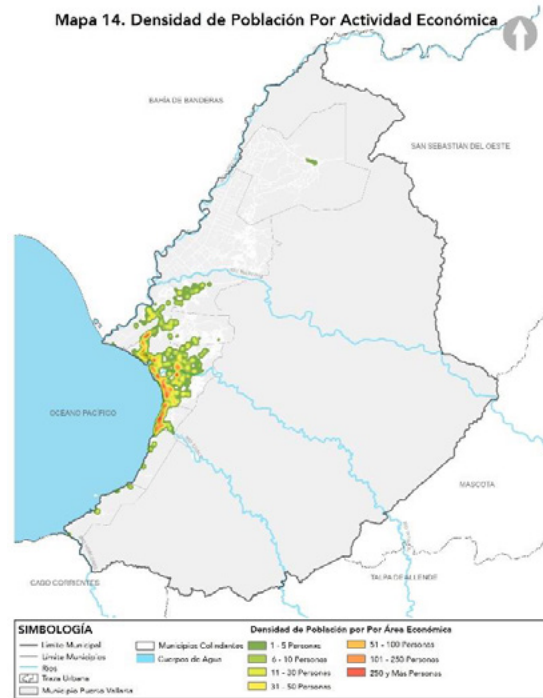 Mapa 14. Densidad de Población Por Actividad Económica
BAHÍA DE BANDERAS
SAN SEBASTIAN DEL OESTE
OCÉANO PACÍFICO
MASCOTA
TALPA DE ALLENDE
CABO CORRIENTES
SIMBOLOGÍA
Límite Municipal
Límite Municipios
Ríos
Traza Urbana
Municipio Puerto Vallarta
Municipios Colindantes
Cuerpos de Agua
Densidad de Población por Por Área Económica
1 - 5 Personas
6 - 10 Personas
11 - 30 Personas
31 - 50 Personas
51 - 100 Personas
101 - 250 Personas
250 y Mas Personas